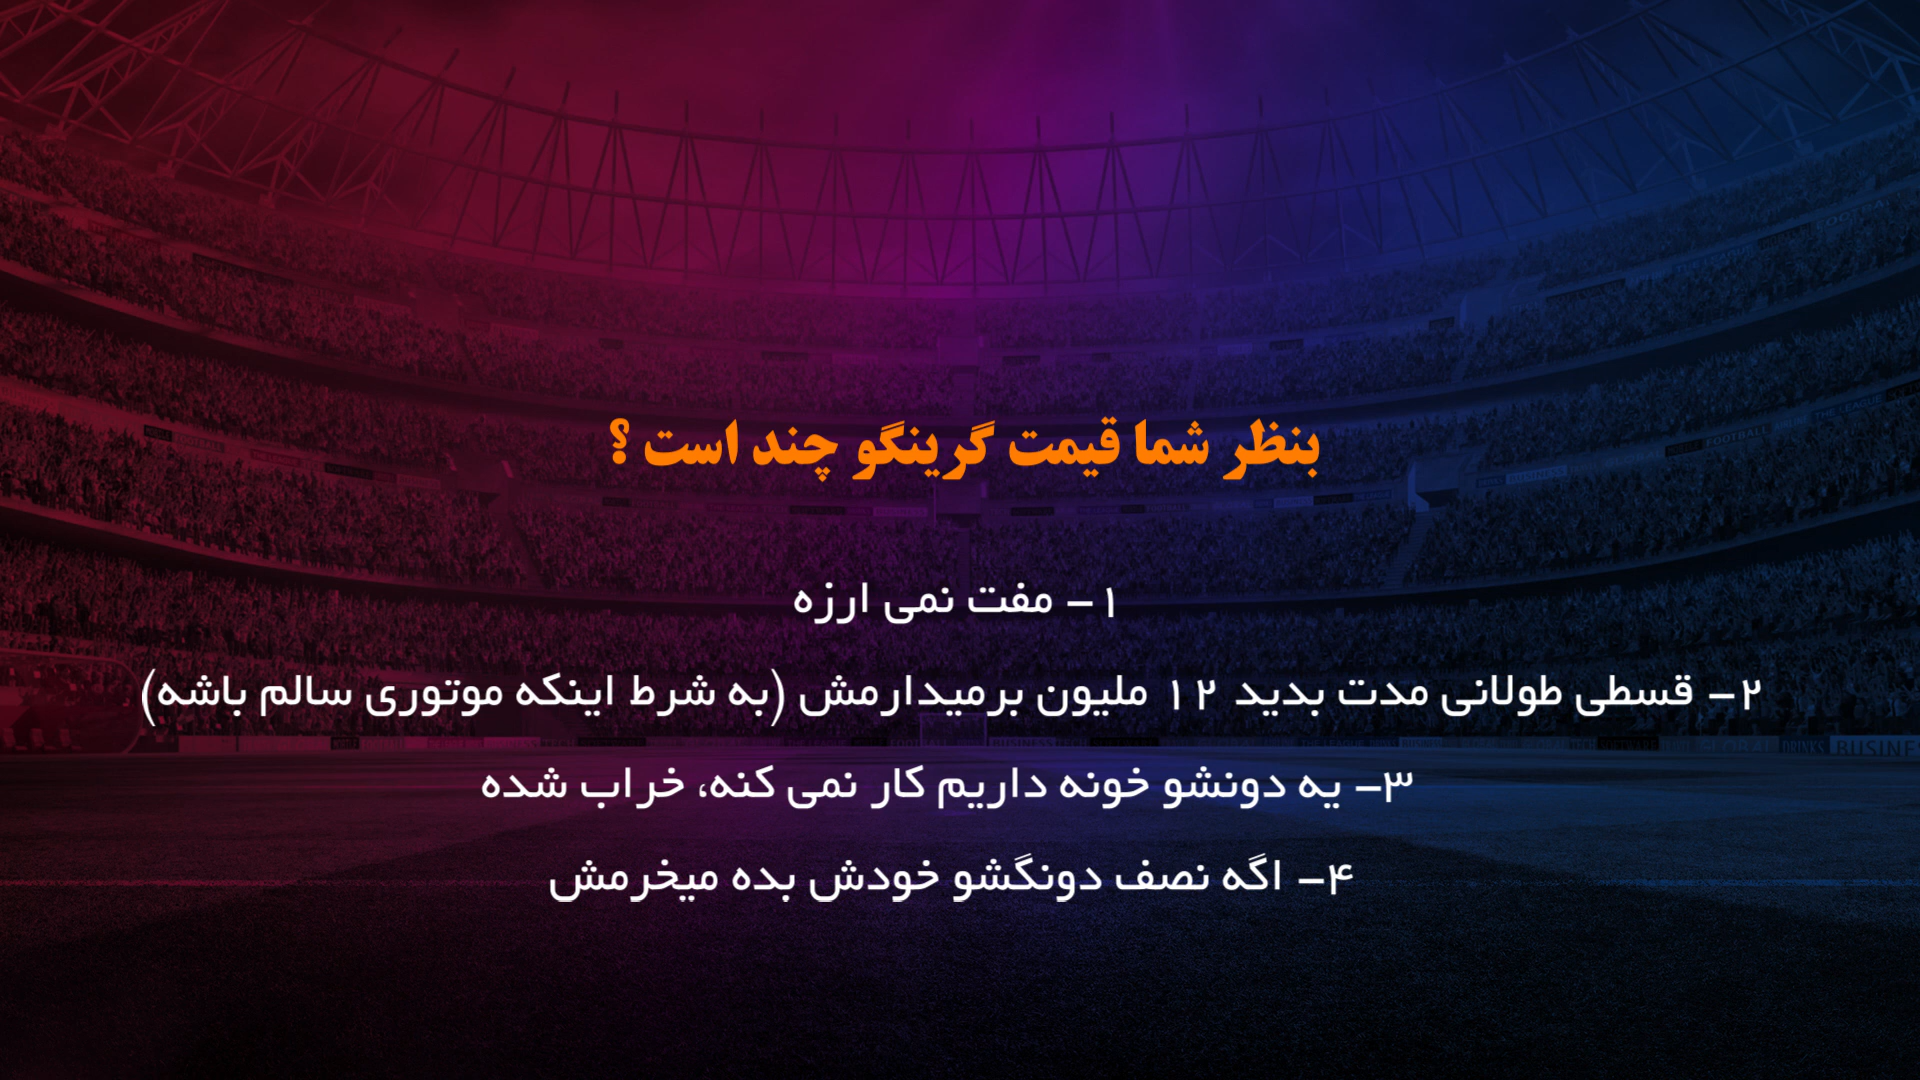 بنظر شما قیمت گرینگو چند است ؟
۱- مفت نمی ارزه
۲- قسطی طولانی مدت بدید ۱۲ ملیون برمیدارمش (به شرط اینکه موتوری سالم باشه)
۳- یه دونشو خونه داریم کار نمی کنه، خراب شده
۴- اگه نصف دونگشو خودش بده میخرمش
BUSINESS